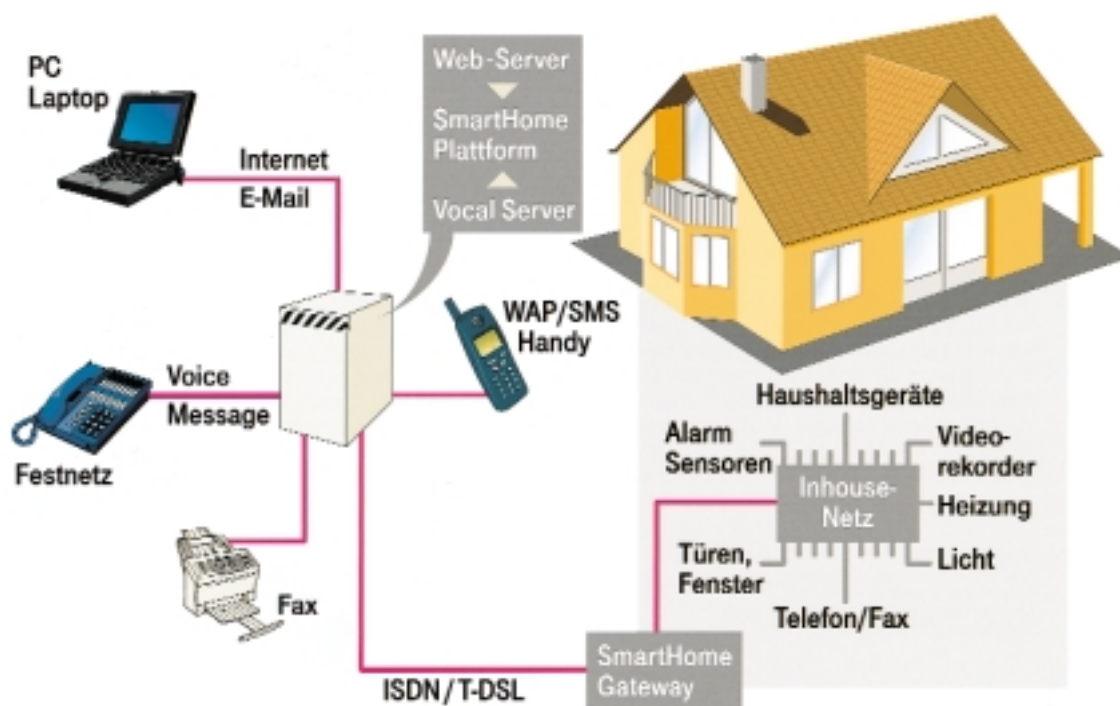 PC
Laptop
Internet
E-Mail
Web-Server
SmartHome
Plattform
Vocal Server
WAP/SMS
Handy
Voice
Message
Festnetz
Fax
ISDN / T-DSL
SmartHome
Gateway
Haushaltsgeräte
Alarm
Sensoren
Video-
rekorder
Inhouse-
Netz
Heizung
Türen,
Fenster
Licht
Telefon/Fax